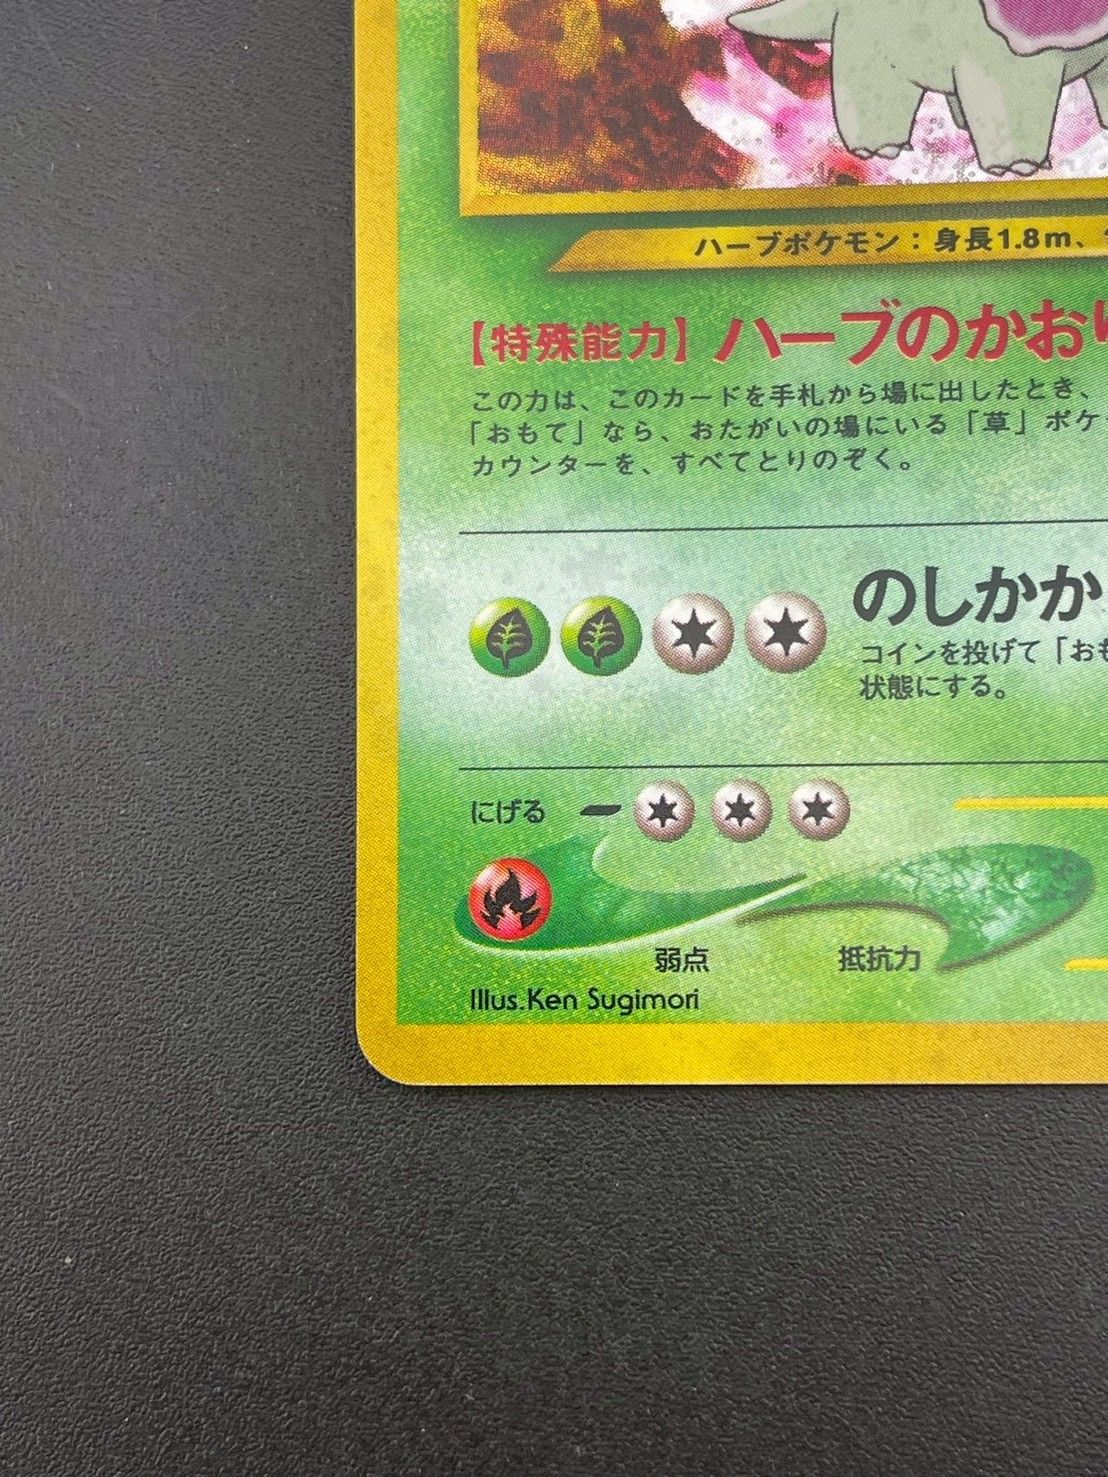 ハーブポケモン：身長1.8m、
【特殊能力】ハーブのかおり
この力は、このカードを手札から場に出したとき、
「おもて」なら、おたがいの場にいる「草」ポケ
カウンターを、すべてとりのぞく。
のしかか
コインを投げて「おも
状態にする。
にげる
弱点 抵抗力
Illus.Ken Sugimori